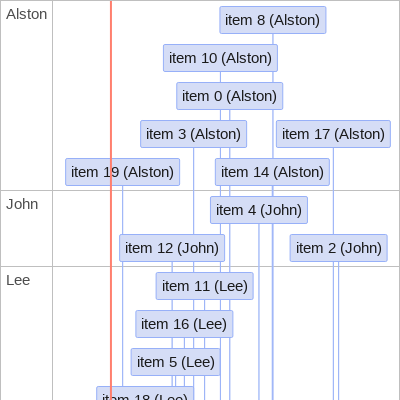 Alston
item 8 (Alston)
item 10 (Alston)
item 0 (Alston)
item 3 (Alston)
item 17 (Alston)
item 19 (Alston)
item 14 (Alston)
John
item 4 (John)
item 12 (John)
item 2 (John)
Lee
item 11 (Lee)
item 16 (Lee)
item 5 (Lee)
item 18 (Lee)